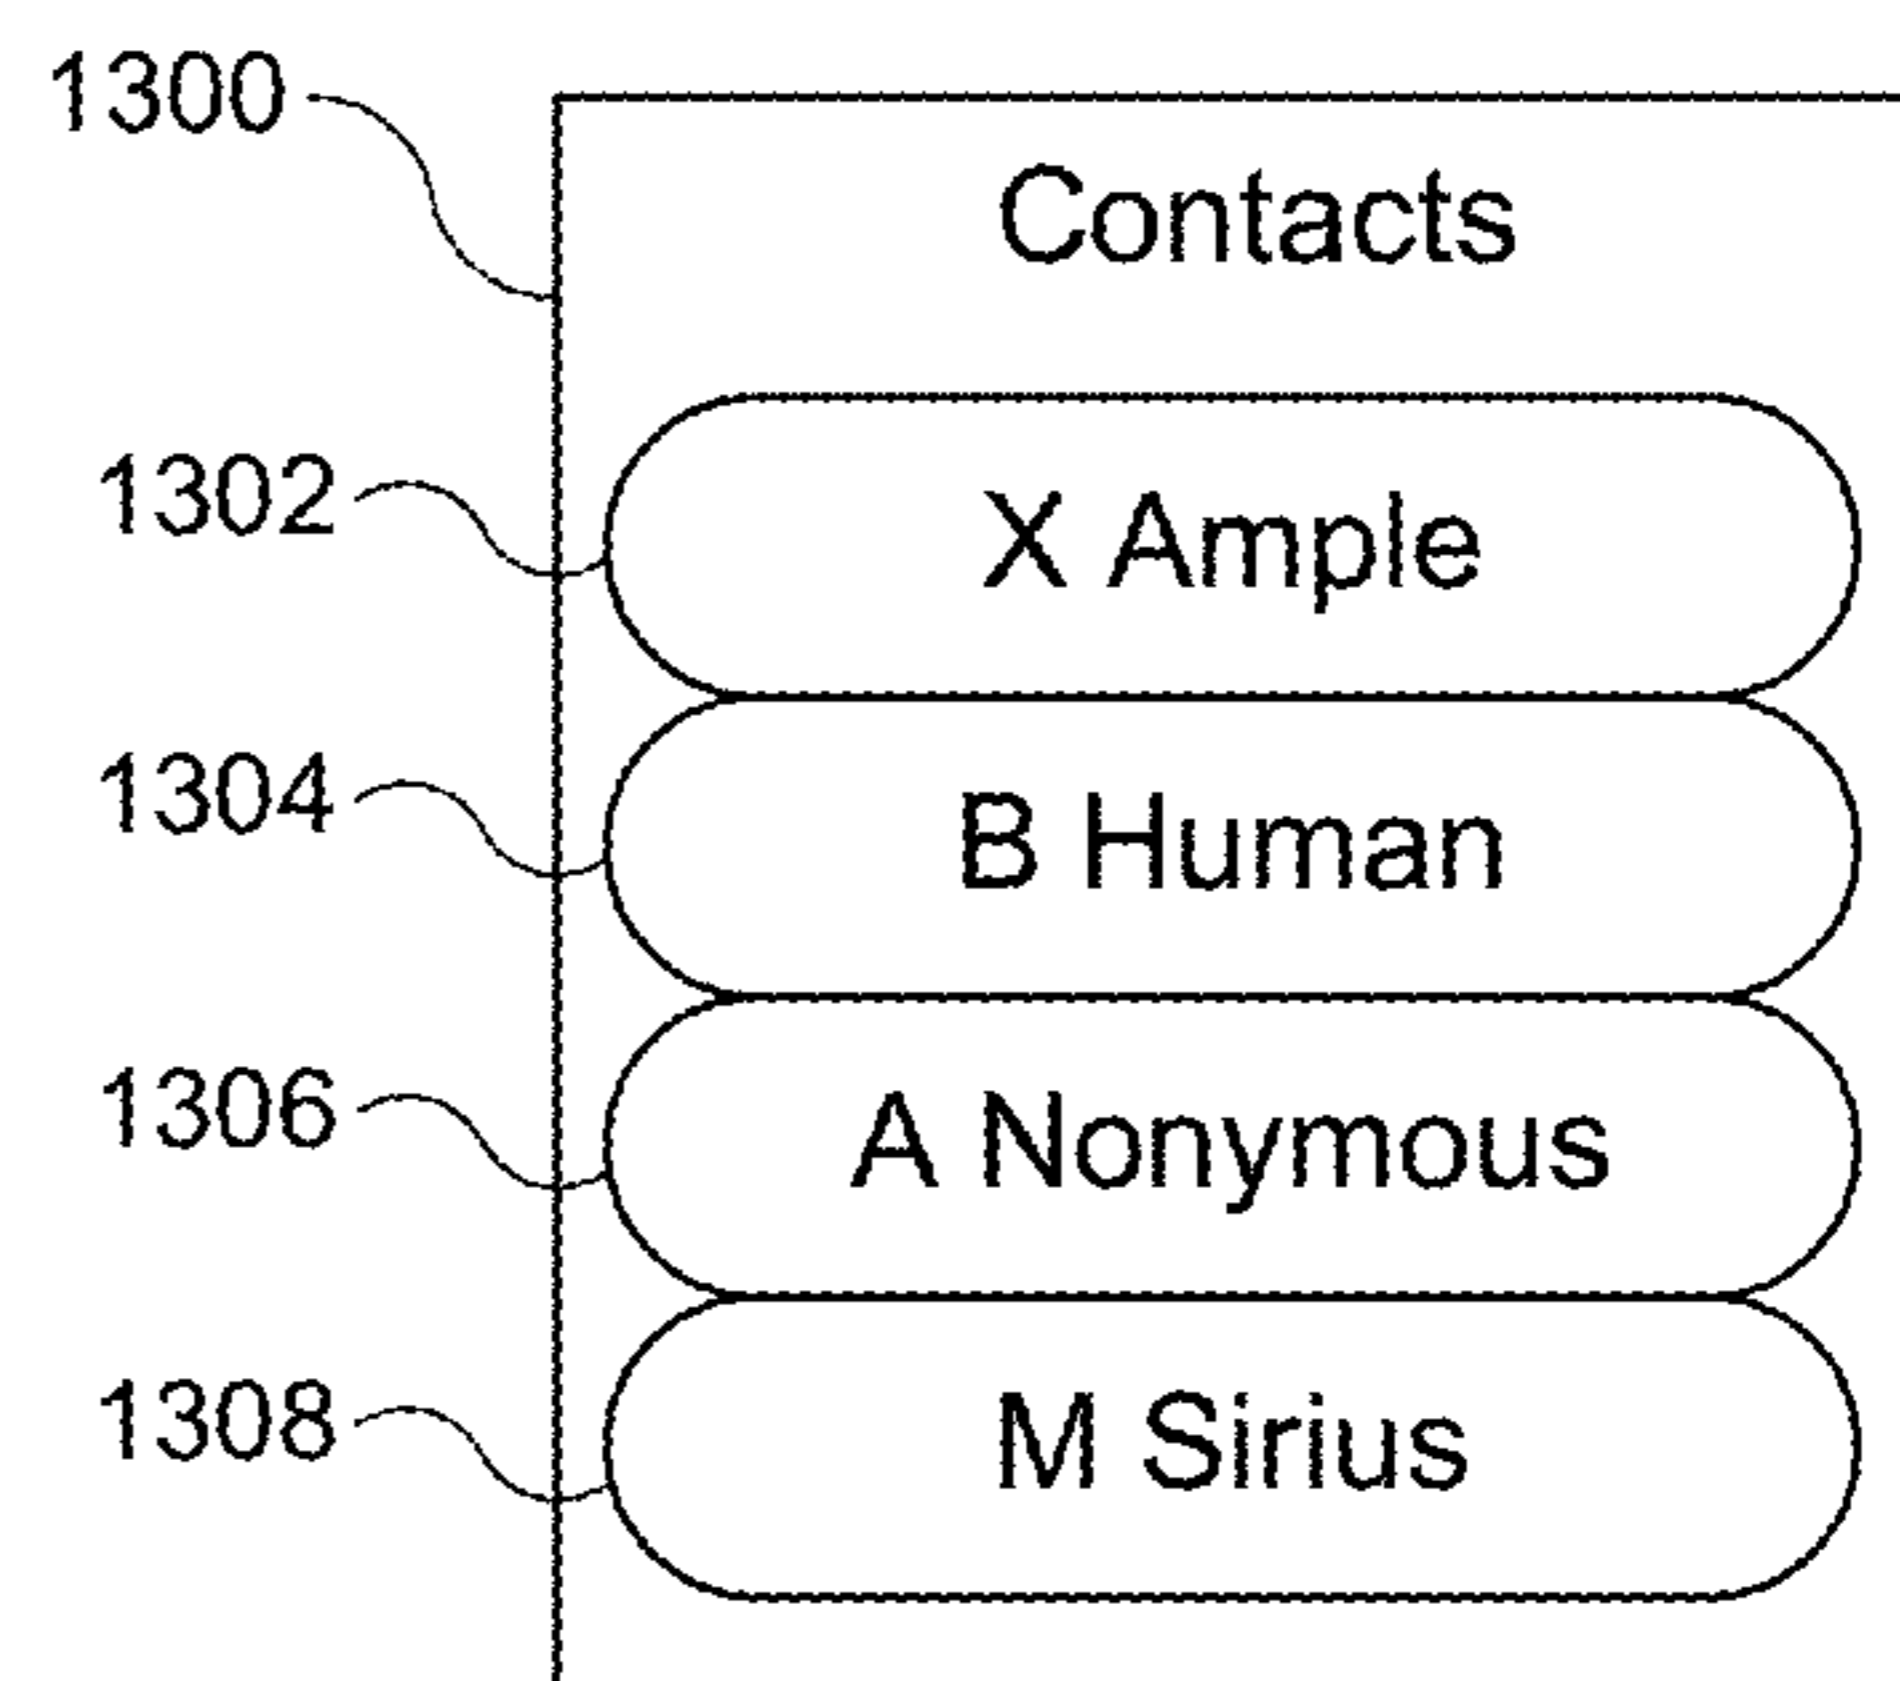 1300
Contacts
1302
X Ample
1304
B Human
1306
A Nonymous
1308
M Sirius